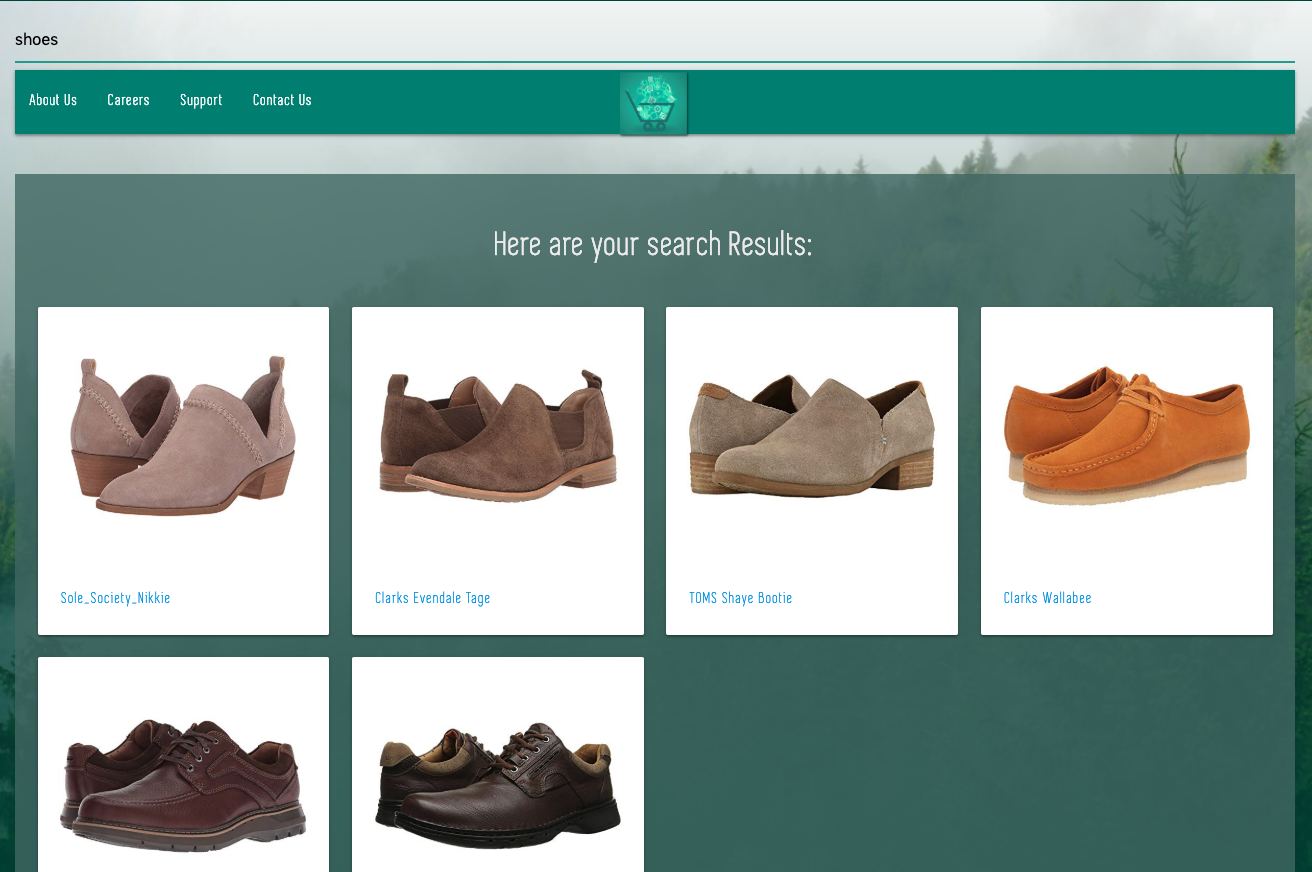 shoes
About Us
Careers
Support
Contact Us
Here are your search Results:
Sole_Society_Nikkie
Clarks Evendale Tage
TOMS Shaye Bootie
Clarks Wallabee